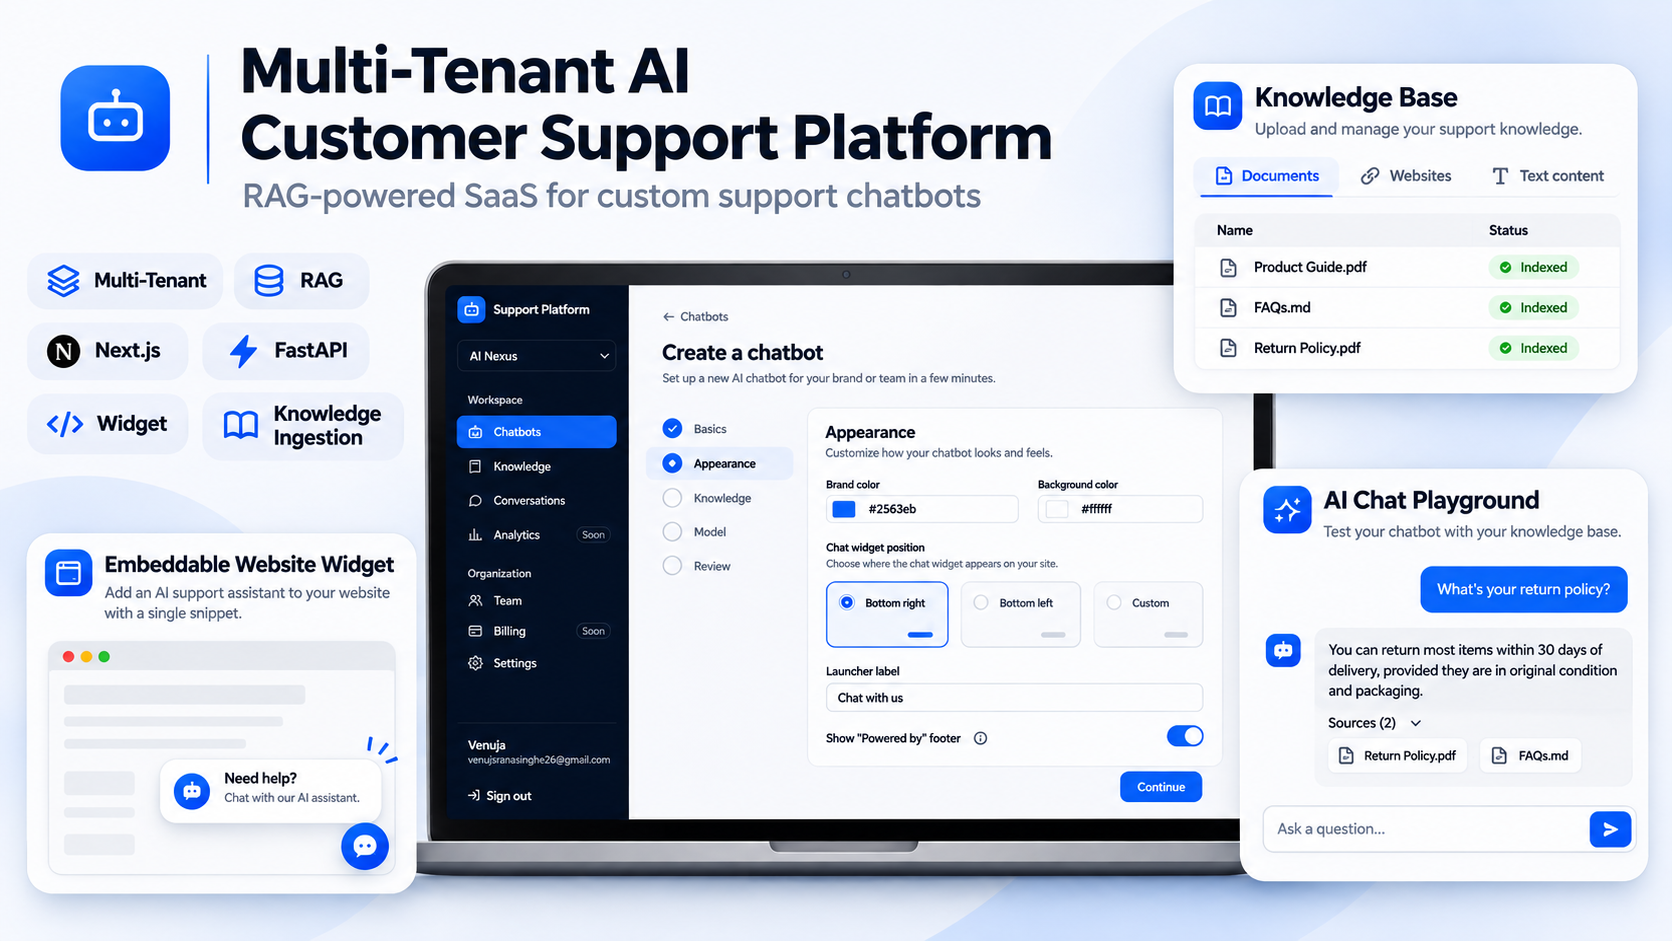 Multi-Tenant AI
Customer Support Platform
RAG-powered SaaS for custom support chatbots
Multi-Tenant
RAG
N
Next.js
FastAPI
Widget
Knowledge
Ingestion
Embeddable Website Widget
Add an AI support assistant to your website
with a single snippet.
Need help?
Chat with our AI assistant.
Support Platform
AI Nexus
Workspace
Chatbots
Knowledge
Conversations
Analytics
Soon
Organization
Team
Billing
Soon
Settings
Venuja
venujsranasinghe26@gmail.com
Sign out
← Chatbots
Create a chatbot
Set up a new AI chatbot for your brand or team in a few minutes.
Basics
Appearance
Knowledge
Model
Review
Appearance
Customize how your chatbot looks and feels.
Brand color
Background color
#2563eb
#ffffff
Chat widget position
Choose where the chat widget appears on your site.
Bottom right
Bottom left
Custom
Launcher label
Chat with us
Show "Powered by" footer
Continue
Knowledge Base
Upload and manage your support knowledge.
Documents
Websites
Text content
Name
Status
Product Guide.pdf
Indexed
FAQs.md
Indexed
Return Policy.pdf
Indexed
AI Chat Playground
Test your chatbot with your knowledge base.
What's your return policy?
You can return most items within 30 days of
delivery, provided they are in original condition
and packaging.
Sources (2)
Return Policy.pdf
FAQs.md
Ask a question...